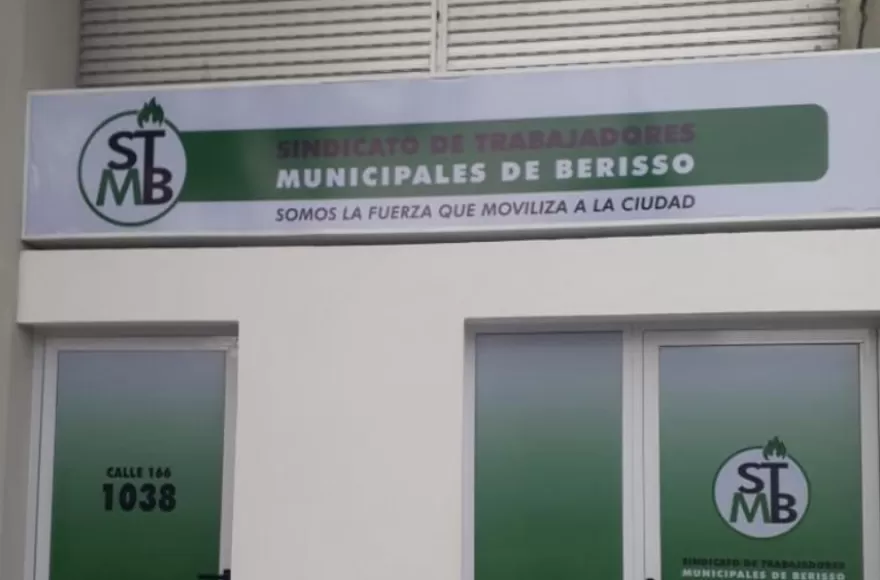 STMB
SINDICATO DE TRABAJADORES
MUNICIPALES DE BERISSO
SOMOS LA FUERZA QUE MOVILIZA A LA CIUDAD
CALLE 166
1038
STMB
SINDICATO DE TRABAJADORES
MUNICIPALES DE BERISSO